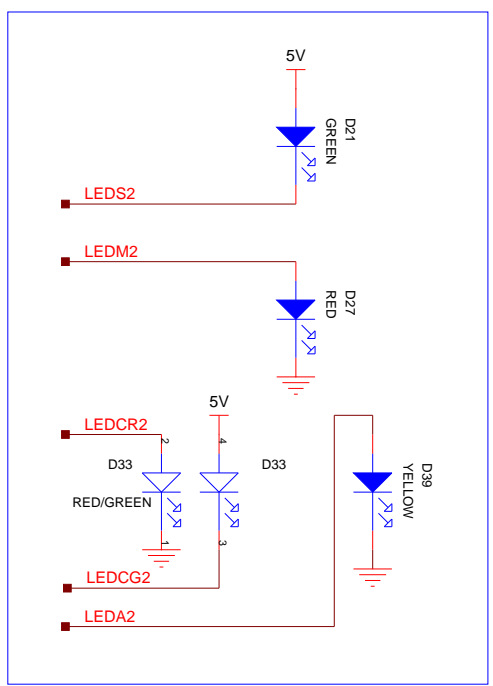 5V
D21
GREEN
LEDS2
LEDM2
D27
RED
5V
LEDCR2
2
4
D33
D33
D39
YELLOW
RED/GREEN
1
3
LEDCG2
LEDA2